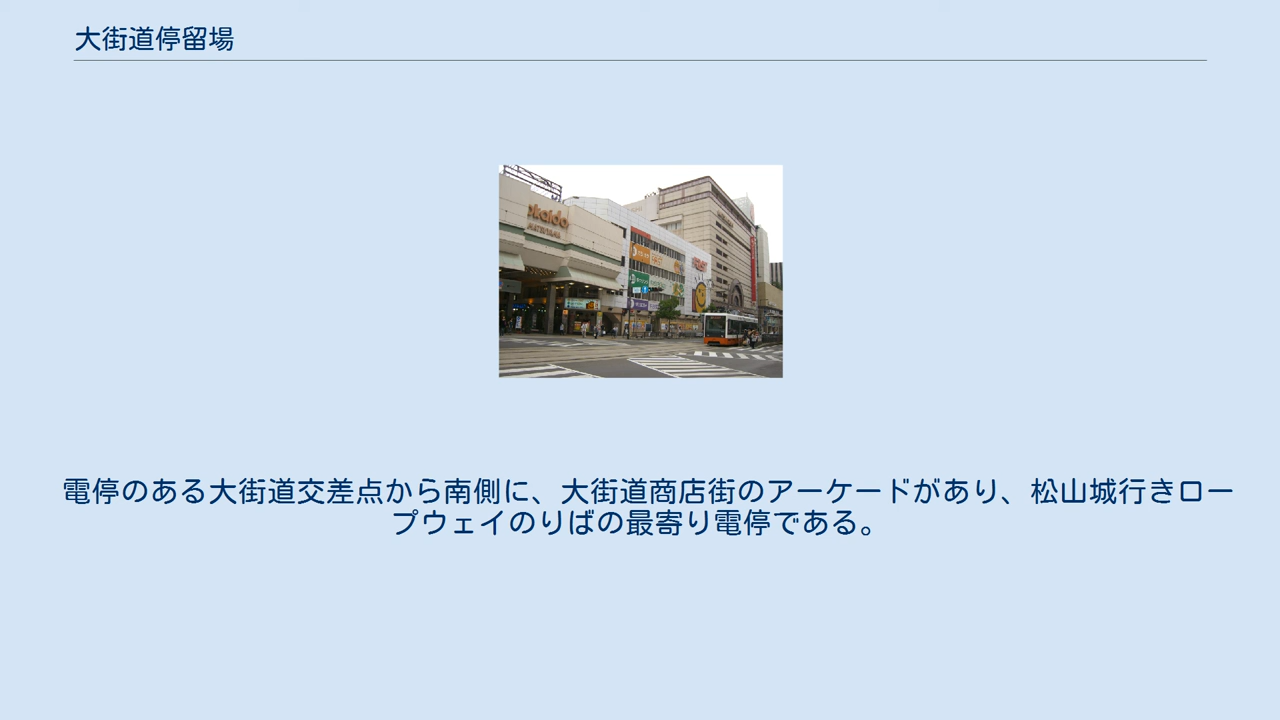 大街道停留場
電停のある大街道交差点から南側に、大街道商店街のアーケードがあり、松山城行きロー
プウェイのりばの最寄り電停である。